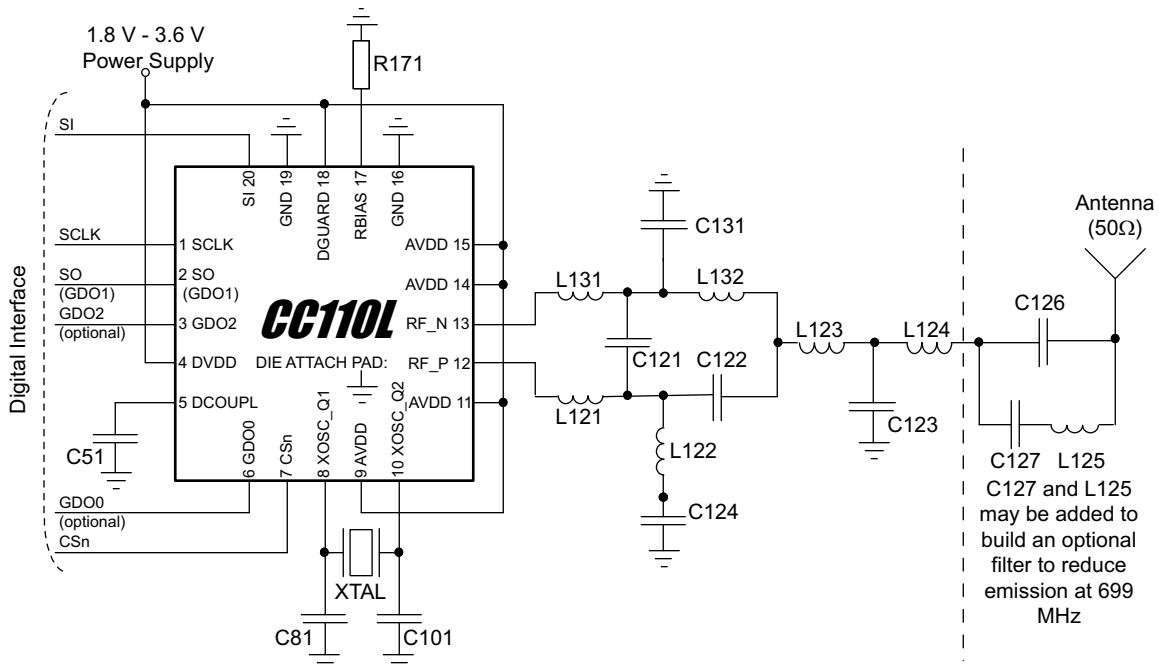 1.8 V - 3.6 V
Power Supply
R171
SI
SI 20
GND 19
DGUARD 18
RBIAS 17
GND 16
C131
Antenna
(50Ω)
Digital Interface
SCLK
1 SCLK
AVDD 15
SO
(GDO1)
2 SO
(GDO1)
AVDD 14
L131
L132
GDO2
(optional)
3 GDO2
CC110L
RF_N 13
C126
L123
L124
4 DVDD
DIE ATTACH PAD:
RF_P 12
C121
C122
5 DCOUPL
AVDD 11
L121
C123
C51
6 GDO0
7 CSn
8 XOSC_Q1
9 AVDD
10 XOSC_Q2
L122
C127
L125
GDO0
(optional)
C124
CSn
XTAL
C81
C101
C127 and L125
may be added to
build an optional
filter to reduce
emission at 699
MHz